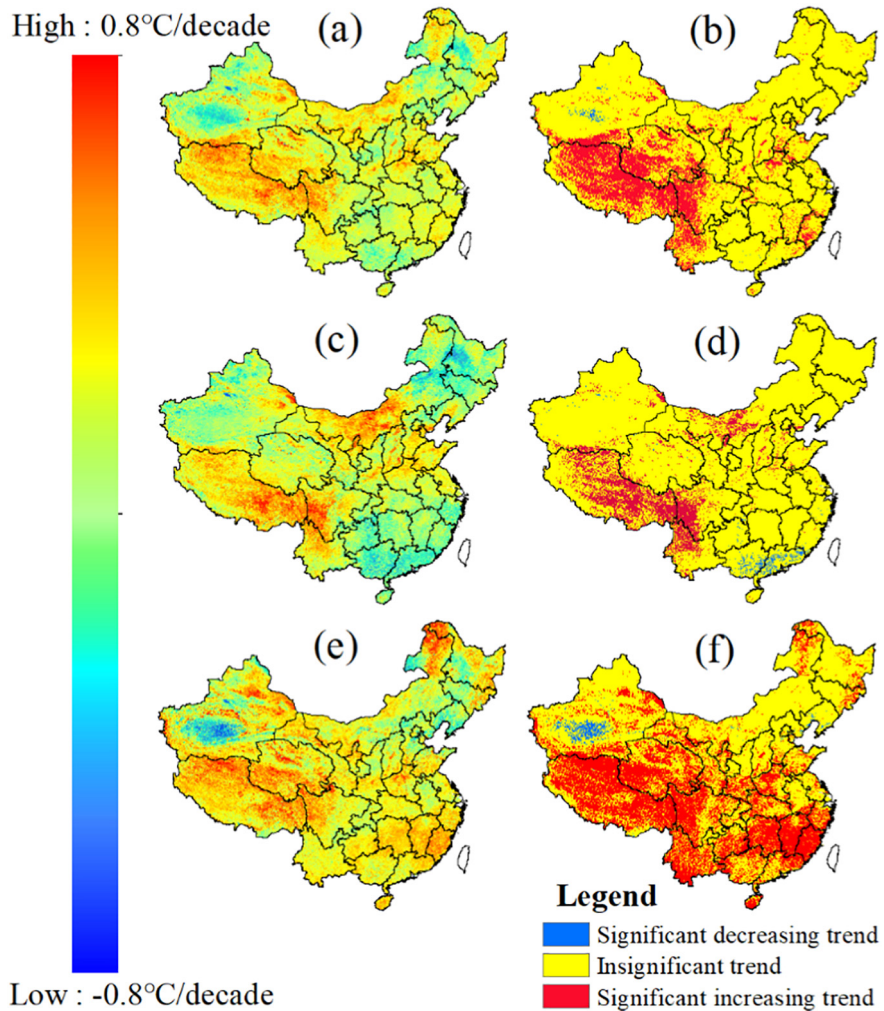 High : 0.8°C/decade
(a)
(b)
(c)
(d)
(e)
(f)
Low : -0.8°C/decade
Legend
Significant decreasing trend
Insignificant trend
Significant increasing trend